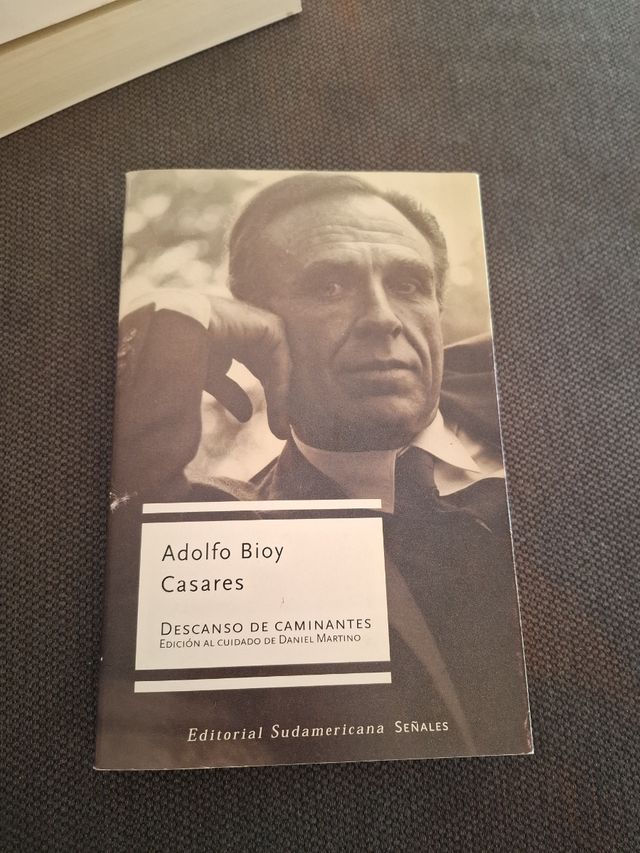 Adolfo Bioy
Casares
DESCANSO DE CAMINANTES
EDICIÓN AL CUIDADO DE DANIEL MARTINO
Editorial Sudamericana SEÑALES